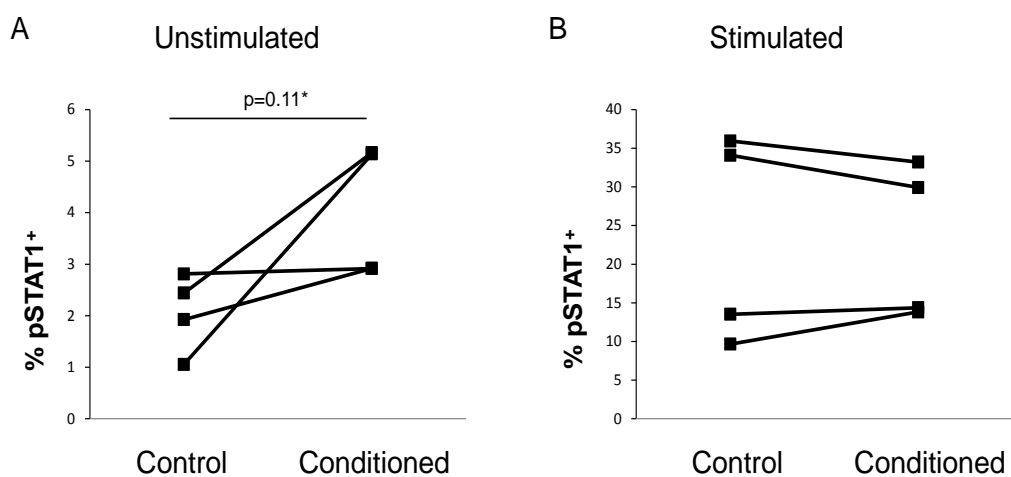 A
Unstimulated
p=0.11*
6
5
4
3
2
1
0
% pSTAT1+
Control
Conditioned
B
Stimulated
40
35
30
25
20
15
10
5
0
% pSTAT1+
Control
Conditioned